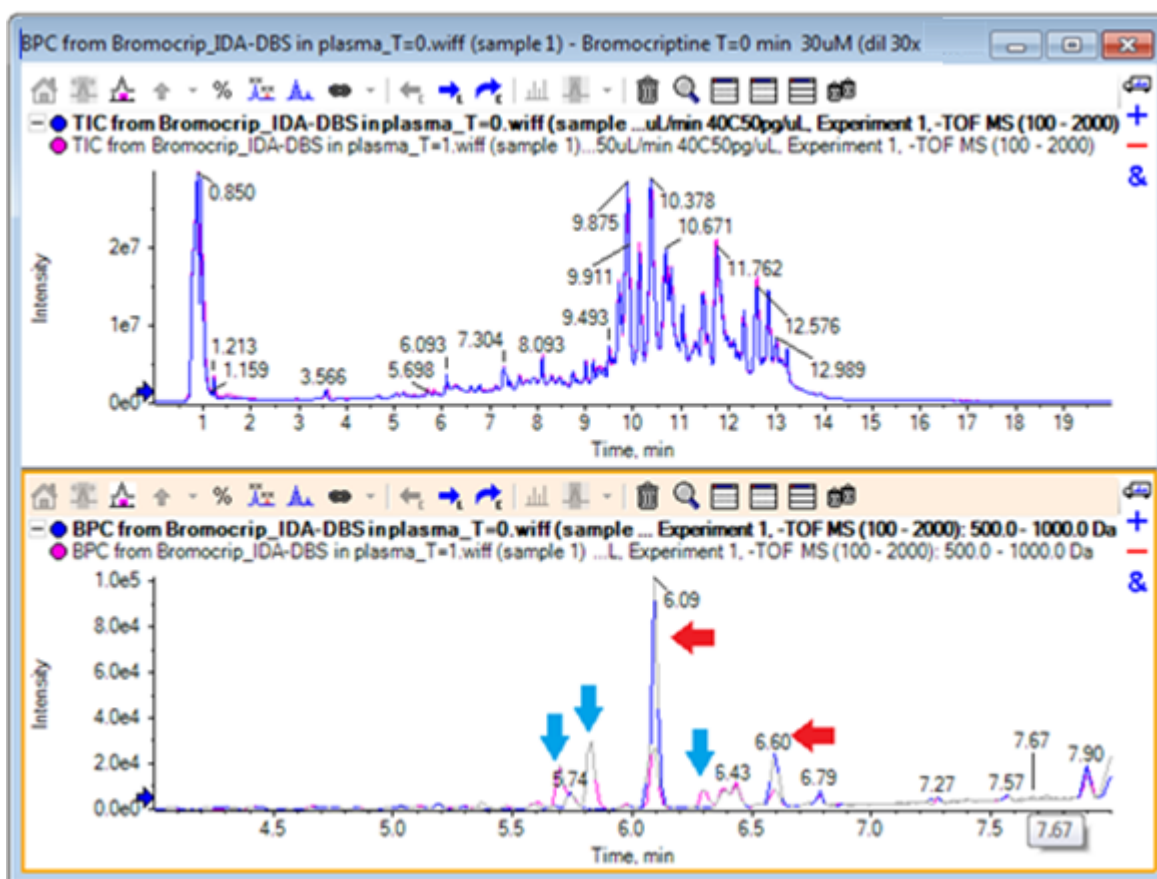 BPC from Bromocrip_IDA-DBS in plasma_T=0.wiff (sample 1) - Bromocriptine T=0 min 30uM (dil 30x
%
TIC from Bromocrip_IDA-DBS in plasma_T=0.wiff (sample ...uL/min 40C50pg/uL, Experiment 1, -TOF MS (100 - 2000)
TIC from Bromocrip_IDA-DBS in plasma_T=1.wiff (sample 1)...50uL/min 40C50pg/uL, Experiment 1, -TOF MS (100 - 2000)
+
−
&
Intensity
2e7
1e7
0e0
0.850
1.213
1.159
3.566
5.698
6.093
7.304
8.093
9.493
9.875
9.911
10.378
10.671
11.762
12.576
12.989
1 2 3 4 5 6 7 8 9 10 11 12 13 14 15 16 17 18 19
Time, min
%
BPC from Bromocrip_IDA-DBS in plasma_T=0.wiff (sample ... Experiment 1, -TOF MS (100 - 2000): 500.0 - 1000.0 Da
BPC from Bromocrip_IDA-DBS in plasma_T=1.wiff (sample 1) ...L, Experiment 1, -TOF MS (100 - 2000): 500.0 - 1000.0 Da
+
−
&
Intensity
1.0e5
8.0e4
6.0e4
4.0e4
2.0e4
0.0e0
5.74
6.09
6.43
6.60
6.79
7.27
7.57
7.67
7.90
4.5 5.0 5.5 6.0 6.5 7.0 7.5
7.67
Time, min